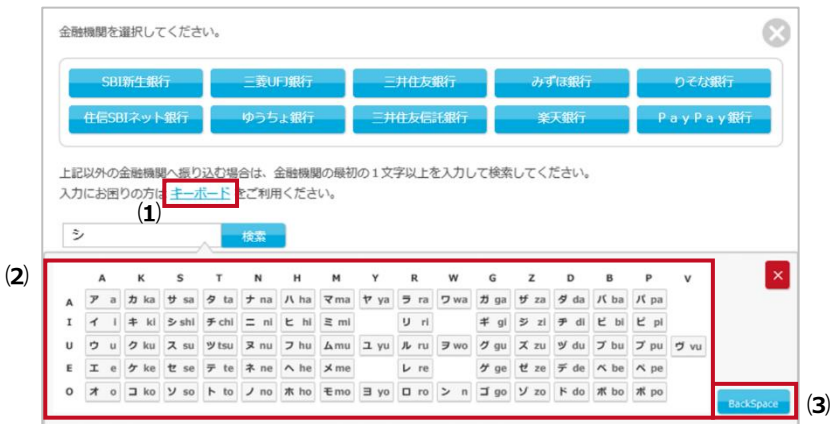 金融機関を選択してください。
SBI新生銀行 三菱UFJ銀行 三井住友銀行 みずほ銀行 りそな銀行
住信SBIネット銀行 ゆうちょ銀行 三井住友信託銀行 楽天銀行 PayPay銀行
上記以外の金融機関へ振り込む場合は、金融機関の最初の1文字以上を入力して検索してください。
入力にお困りの方は キーボード をご利用ください。
(1)
シ 検索
(2)
A K S T N H M Y R W G Z D B P V
A ア a カ ka サ sa タ ta ナ na ハ ha マ ma ヤ ya ラ ra ワ wa ガ ga ザ za ダ da バ ba パ pa
I イ i キ ki シ shi チ chi ニ ni ヒ hi ミ mi リ ri ギ gi ジ zi ヂ di ビ bi ピ pi
U ウ u ク ku ス su ツ tsu ヌ nu フ hu ム mu ユ yu ル ru ヲ wo グ gu ズ zu ヅ du ブ bu プ pu ヴ vu
E エ e ケ ke セ se テ te ネ ne ヘ he メ me レ re ゲ ge ゼ ze デ de ベ be ペ pe
O オ o コ ko ソ so ト to ノ no ホ ho モ mo ヨ yo ロ ro ン n ゴ go ゾ zo ド do ボ bo ポ po
BackSpace (3)